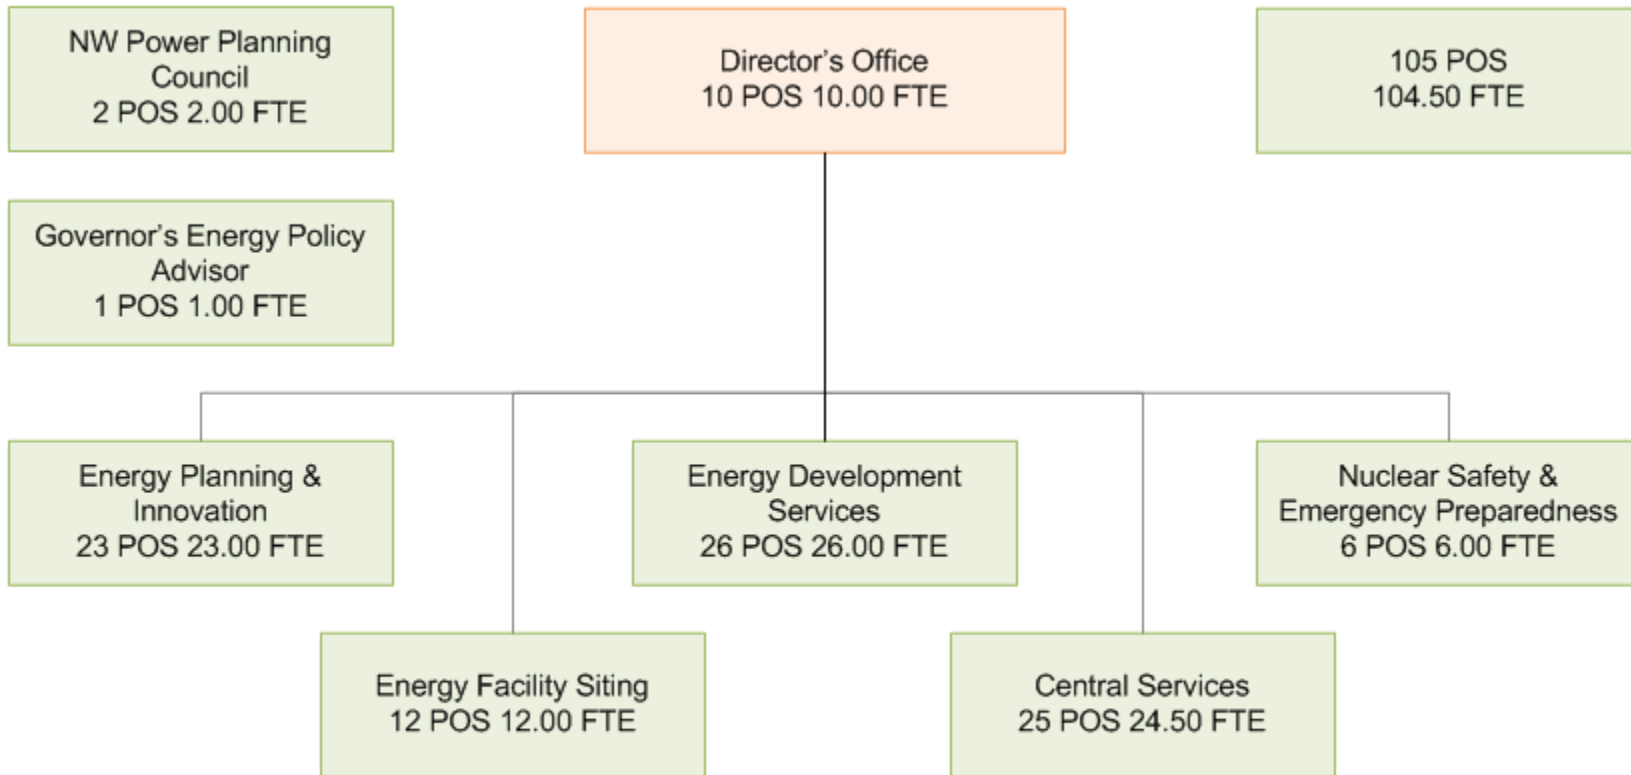 NW Power Planning
Council
2 POS 2.00 FTE
Director's Office
10 POS 10.00 FTE
105 POS
104.50 FTE
Governor's Energy Policy
Advisor
1 POS 1.00 FTE
Energy Planning &
Innovation
23 POS 23.00 FTE
Energy Development
Services
26 POS 26.00 FTE
Nuclear Safety &
Emergency Preparedness
6 POS 6.00 FTE
Energy Facility Siting
12 POS 12.00 FTE
Central Services
25 POS 24.50 FTE